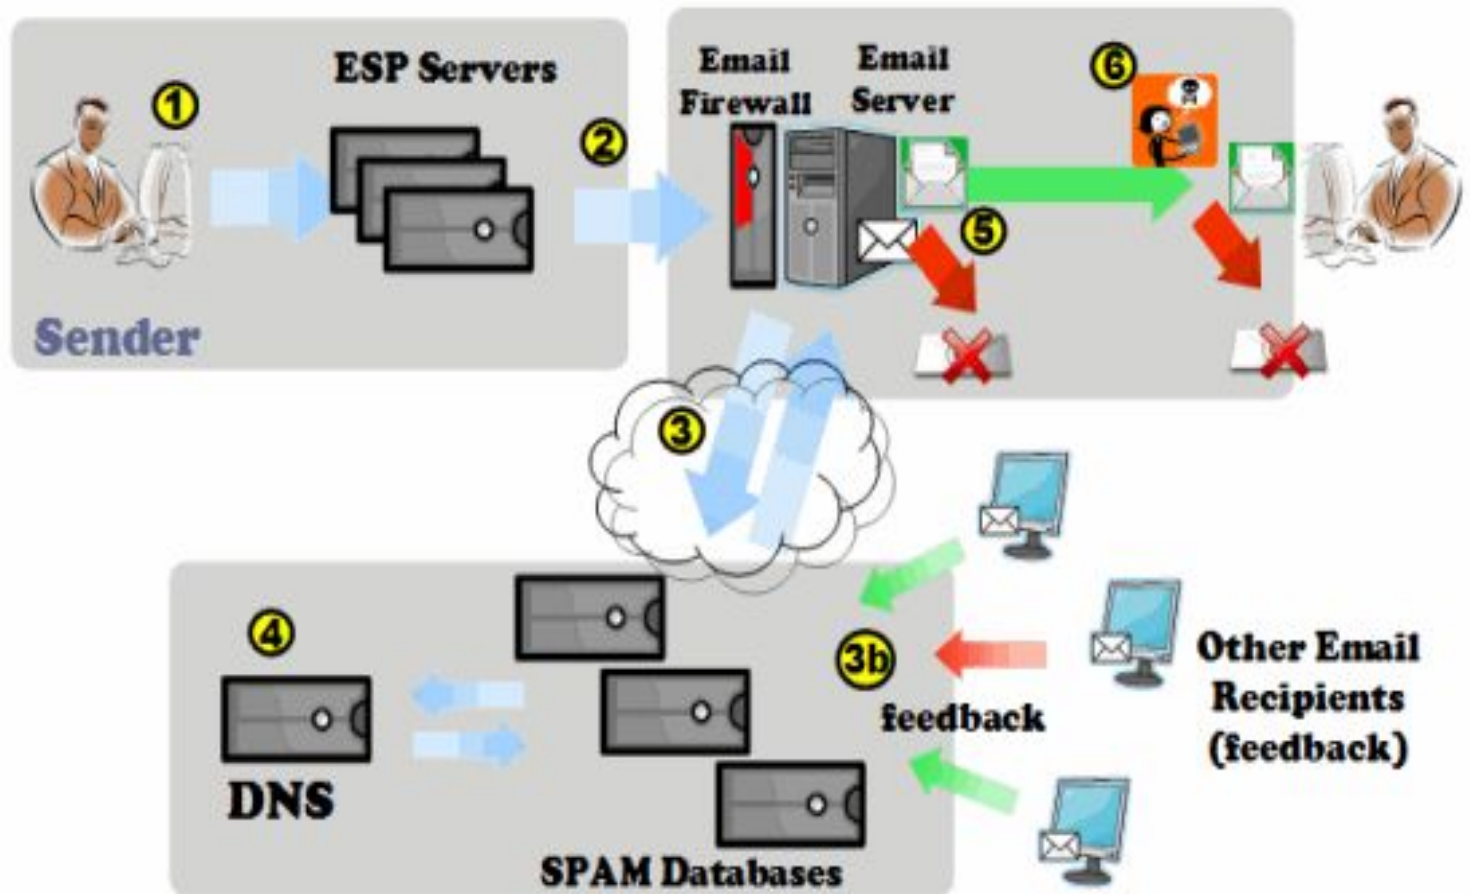 1
ESP Servers
2
Sender
Email
Firewall
Email
Server
6
5
3
4
DNS
3b
feedback
SPAM Databases
Other Email
Recipients
(feedback)